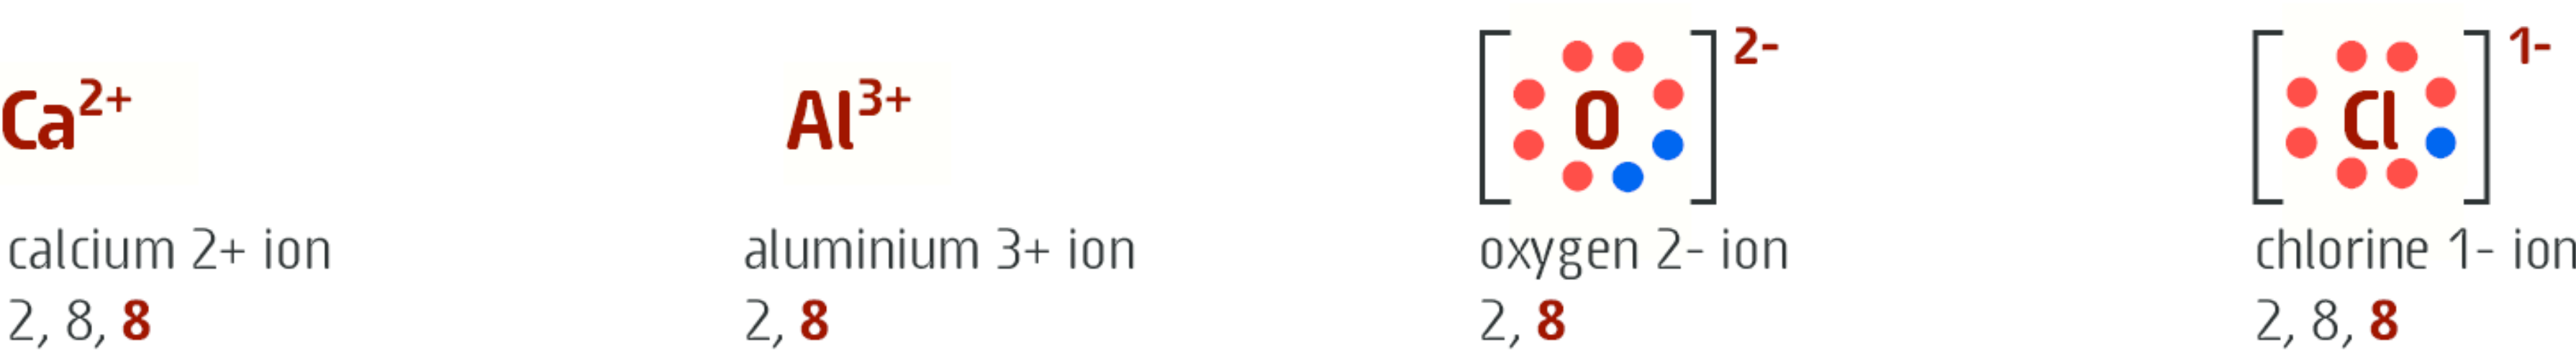 Ca2+ Al3+ O 2- Cl 1-
calcium 2+ ion aluminium 3+ ion oxygen 2- ion chlorine 1- ion
2, 8, 8 2, 8 2, 8 2, 8, 8